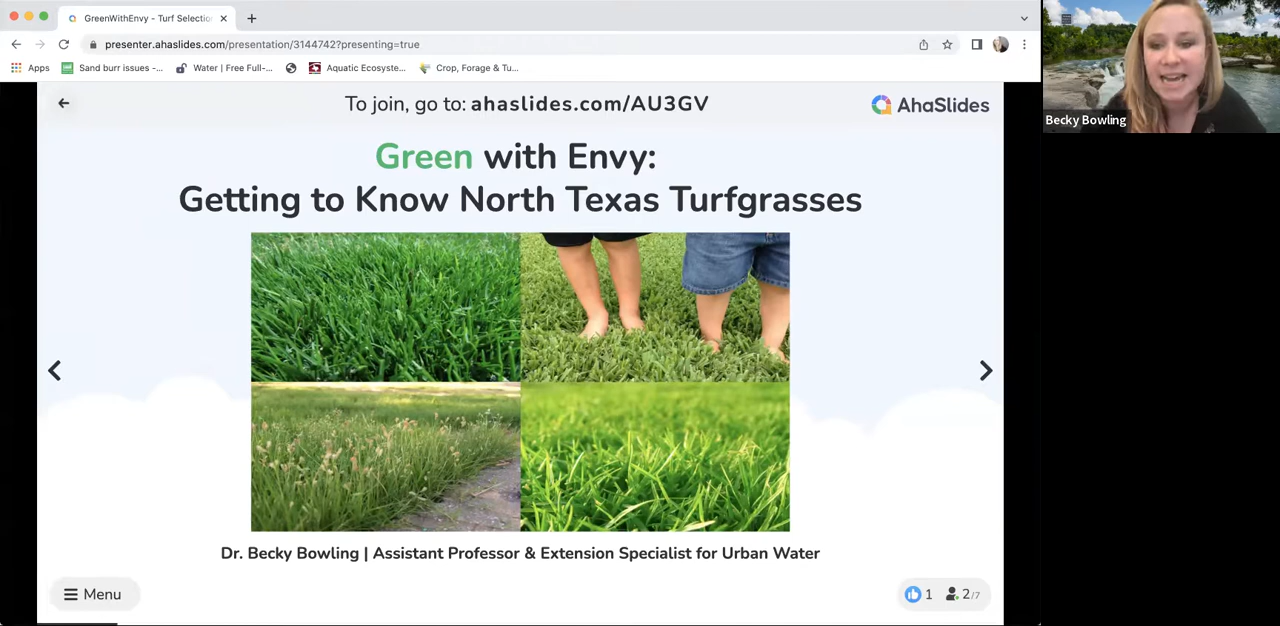 GreenWithEnvy - Turf Selectio
presenter.ahaslides.com/presentation/3144742?presenting=true
Apps
Sand burr issues -...
Water | Free Full-...
Aquatic Ecosyste...
Crop, Forage & Tu...
Becky Bowling
To join, go to: ahaslides.com/AU3GV
AhaSlides
Green with Envy:
Getting to Know North Texas Turfgrasses
Dr. Becky Bowling | Assistant Professor & Extension Specialist for Urban Water
Menu
1
2/7